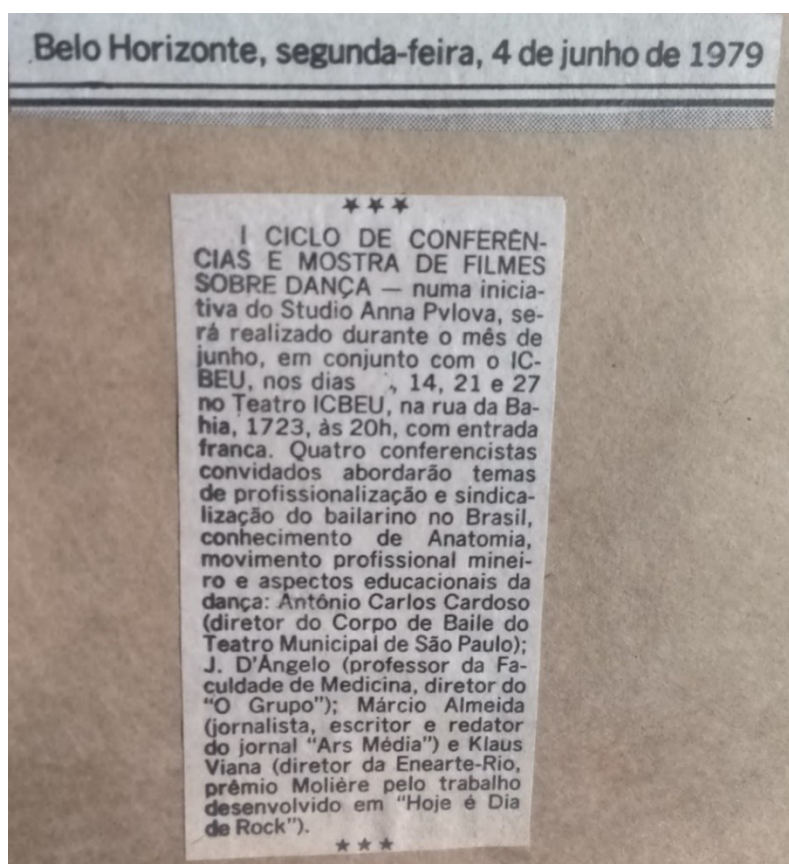 Belo Horizonte, segunda-feira, 4 de junho de 1979
★ ★ ★
I CICLO DE CONFERÊN-
CIAS E MOSTRA DE FILMES
SOBRE DANÇA — numa inicia-
tiva do Studio Anna Pvlova, se-
rá realizado durante o mês de
junho, em conjunto com o IC-
BEU, nos dias , 14, 21 e 27
no Teatro ICBEU, na rua da Ba-
hia, 1723, às 20h, com entrada
franca. Quatro conferencistas
convidados abordarão temas
de profissionalização e sindica-
lização do bailarino no Brasil,
conhecimento de Anatomia,
movimento profissional minei-
ro e aspectos educacionais da
dança: Antônio Carlos Cardoso
(diretor do Corpo de Baile do
Teatro Municipal de São Paulo);
J. D'Ângelo (professor da Fa-
culdade de Medicina, diretor do
"O Grupo"); Márcio Almeida
(jornalista, escritor e redator
do jornal "Ars Média") e Klaus
Viana (diretor da Enearte-Rio,
prêmio Molière pelo trabalho
desenvolvido em "Hoje é Dia
de Rock").
★ ★ ★